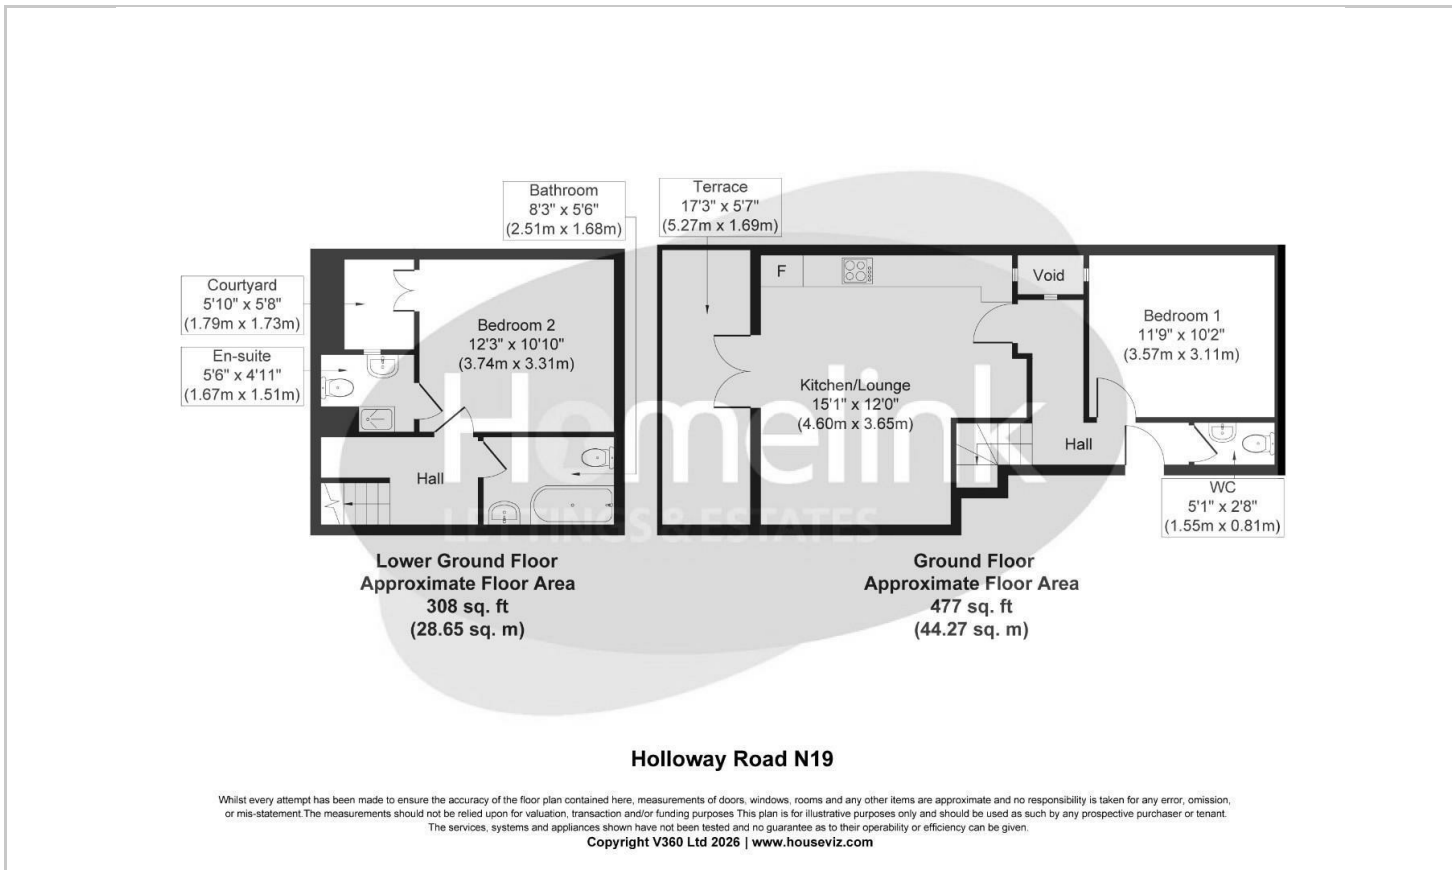 Bathroom
8'3" x 5'6"
(2.51m x 1.68m)
Terrace
17'3" x 5'7"
(5.27m x 1.69m)
Courtyard
5'10" x 5'8"
(1.79m x 1.73m)
En-suite
5'6" x 4'11"
(1.67m x 1.51m)
Bedroom 2
12'3" x 10'10"
(3.74m x 3.31m)
Hall
F
Void
Bedroom 1
11'9" x 10'2"
(3.57m x 3.11m)
Kitchen/Lounge
15'1" x 12'0"
(4.60m x 3.65m)
Hall
WC
5'1" x 2'8"
(1.55m x 0.81m)
Homelink
LETTINGS & ESTATES
Lower Ground Floor
Approximate Floor Area
308 sq. ft
(28.65 sq. m)
Ground Floor
Approximate Floor Area
477 sq. ft
(44.27 sq. m)
Holloway Road N19
Whilst every attempt has been made to ensure the accuracy of the floor plan contained here, measurements of doors, windows, rooms and any other items are approximate and no responsibility is taken for any error, omission,
or mis-statement.The measurements should not be relied upon for valuation, transaction and/or funding purposes This plan is for illustrative purposes only and should be used as such by any prospective purchaser or tenant.
The services, systems and appliances shown have not been tested and no guarantee as to their operability or efficiency can be given.
Copyright V360 Ltd 2026 | www.houseviz.com